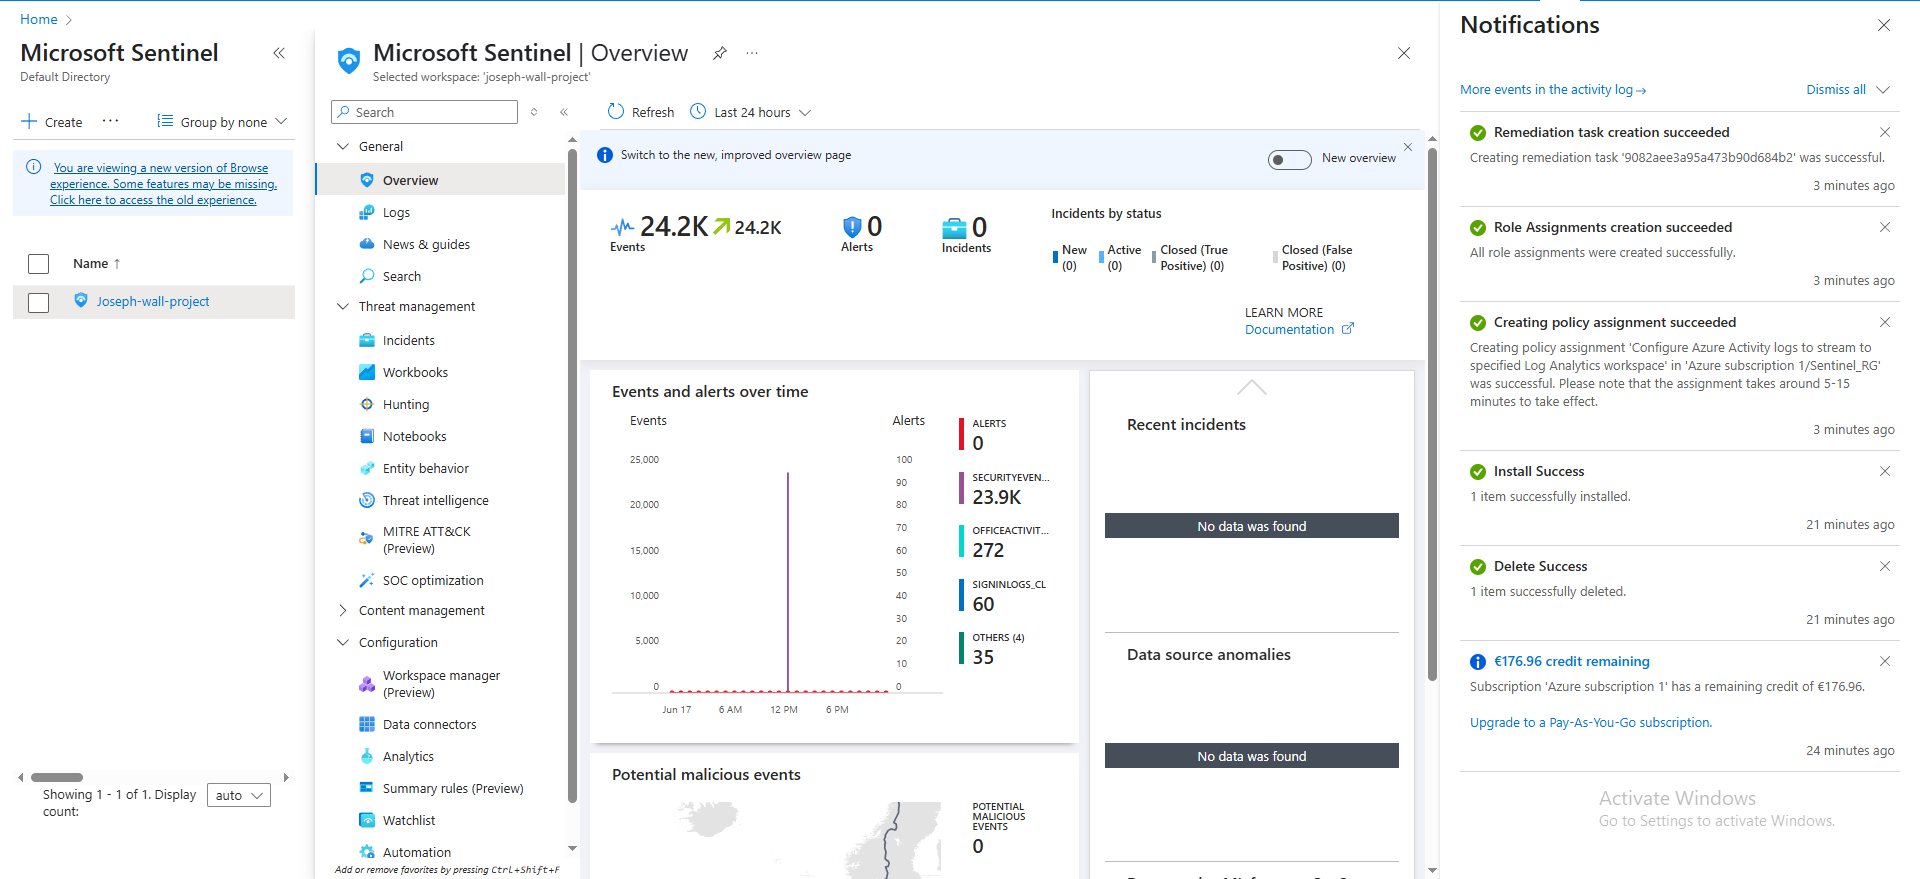 Home
Microsoft Sentinel
Default Directory
Create
Group by none
You are viewing a new version of Browse
experience. Some features may be missing.
Click here to access the old experience.
Name ↑
Joseph-wall-project
Showing 1 - 1 of 1. Display
count:
auto
Microsoft Sentinel | Overview
Selected workspace: 'joseph-wall-project'
Search
General
Overview
Logs
News & guides
Search
Threat management
Incidents
Workbooks
Hunting
Notebooks
Entity behavior
Threat intelligence
MITRE ATT&CK
(Preview)
SOC optimization
Content management
Configuration
Workspace manager
(Preview)
Data connectors
Analytics
Summary rules (Preview)
Watchlist
Automation
Add or remove favorites by pressing Ctrl+Shift+F
Refresh
Last 24 hours
Switch to the new, improved overview page
New overview
24.2K 24.2K
Events
0
Alerts
0
Incidents
Incidents by status
New
(0)
Active
(0)
Closed (True
Positive) (0)
Closed (False
Positive) (0)
LEARN MORE
Documentation
Events and alerts over time
Events
Alerts
25,000
20,000
15,000
10,000
5,000
0
100
90
80
70
60
50
40
30
20
10
0
Jun 17
6 AM
12 PM
6 PM
ALERTS
0
SECURITYEVEN...
23.9K
OFFICEACTIVIT...
272
SIGNINLOGS_CL
60
OTHERS (4)
35
Potential malicious events
POTENTIAL
MALICIOUS
EVENTS
0
Recent incidents
No data was found
Data source anomalies
No data was found
Notifications
More events in the activity log →
Dismiss all
Remediation task creation succeeded
Creating remediation task '9082aee3a95a473b90d684b2' was successful.
3 minutes ago
Role Assignments creation succeeded
All role assignments were created successfully.
3 minutes ago
Creating policy assignment succeeded
Creating policy assignment 'Configure Azure Activity logs to stream to
specified Log Analytics workspace' in 'Azure subscription 1/Sentinel_RG'
was successful. Please note that the assignment takes around 5-15
minutes to take effect.
3 minutes ago
Install Success
1 item successfully installed.
21 minutes ago
Delete Success
1 item successfully deleted.
21 minutes ago
€176.96 credit remaining
Subscription 'Azure subscription 1' has a remaining credit of €176.96.
Upgrade to a Pay-As-You-Go subscription.
24 minutes ago
Activate Windows
Go to Settings to activate Windows.